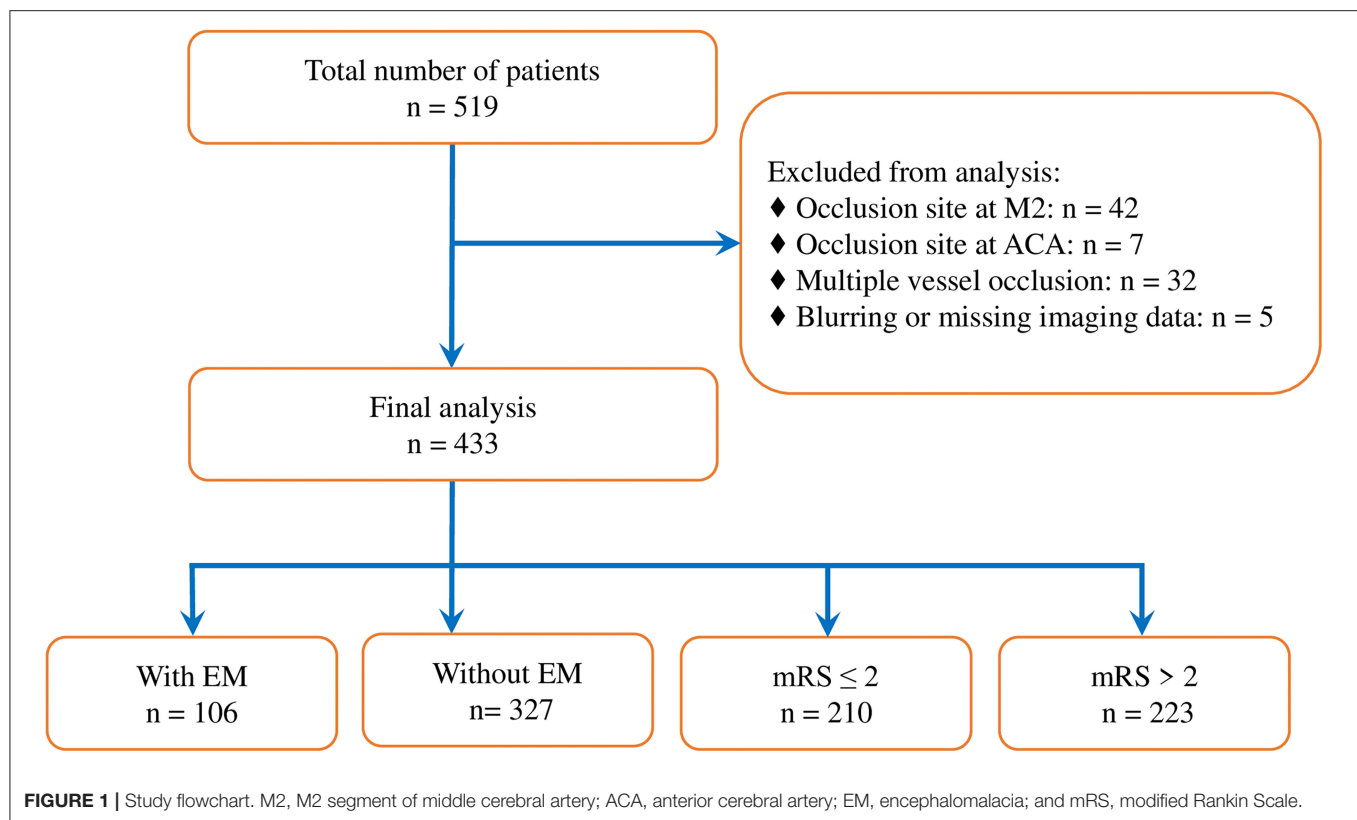 Total number of patients
n = 519
Excluded from analysis:
♦ Occlusion site at M2: n = 42
♦ Occlusion site at ACA: n = 7
♦ Multiple vessel occlusion: n = 32
♦ Blurring or missing imaging data: n = 5
Final analysis
n = 433
With EM
n = 106
Without EM
n= 327
mRS ≤ 2
n = 210
mRS > 2
n = 223
FIGURE 1 | Study flowchart. M2, M2 segment of middle cerebral artery; ACA, anterior cerebral artery; EM, encephalomalacia; and mRS, modified Rankin Scale.